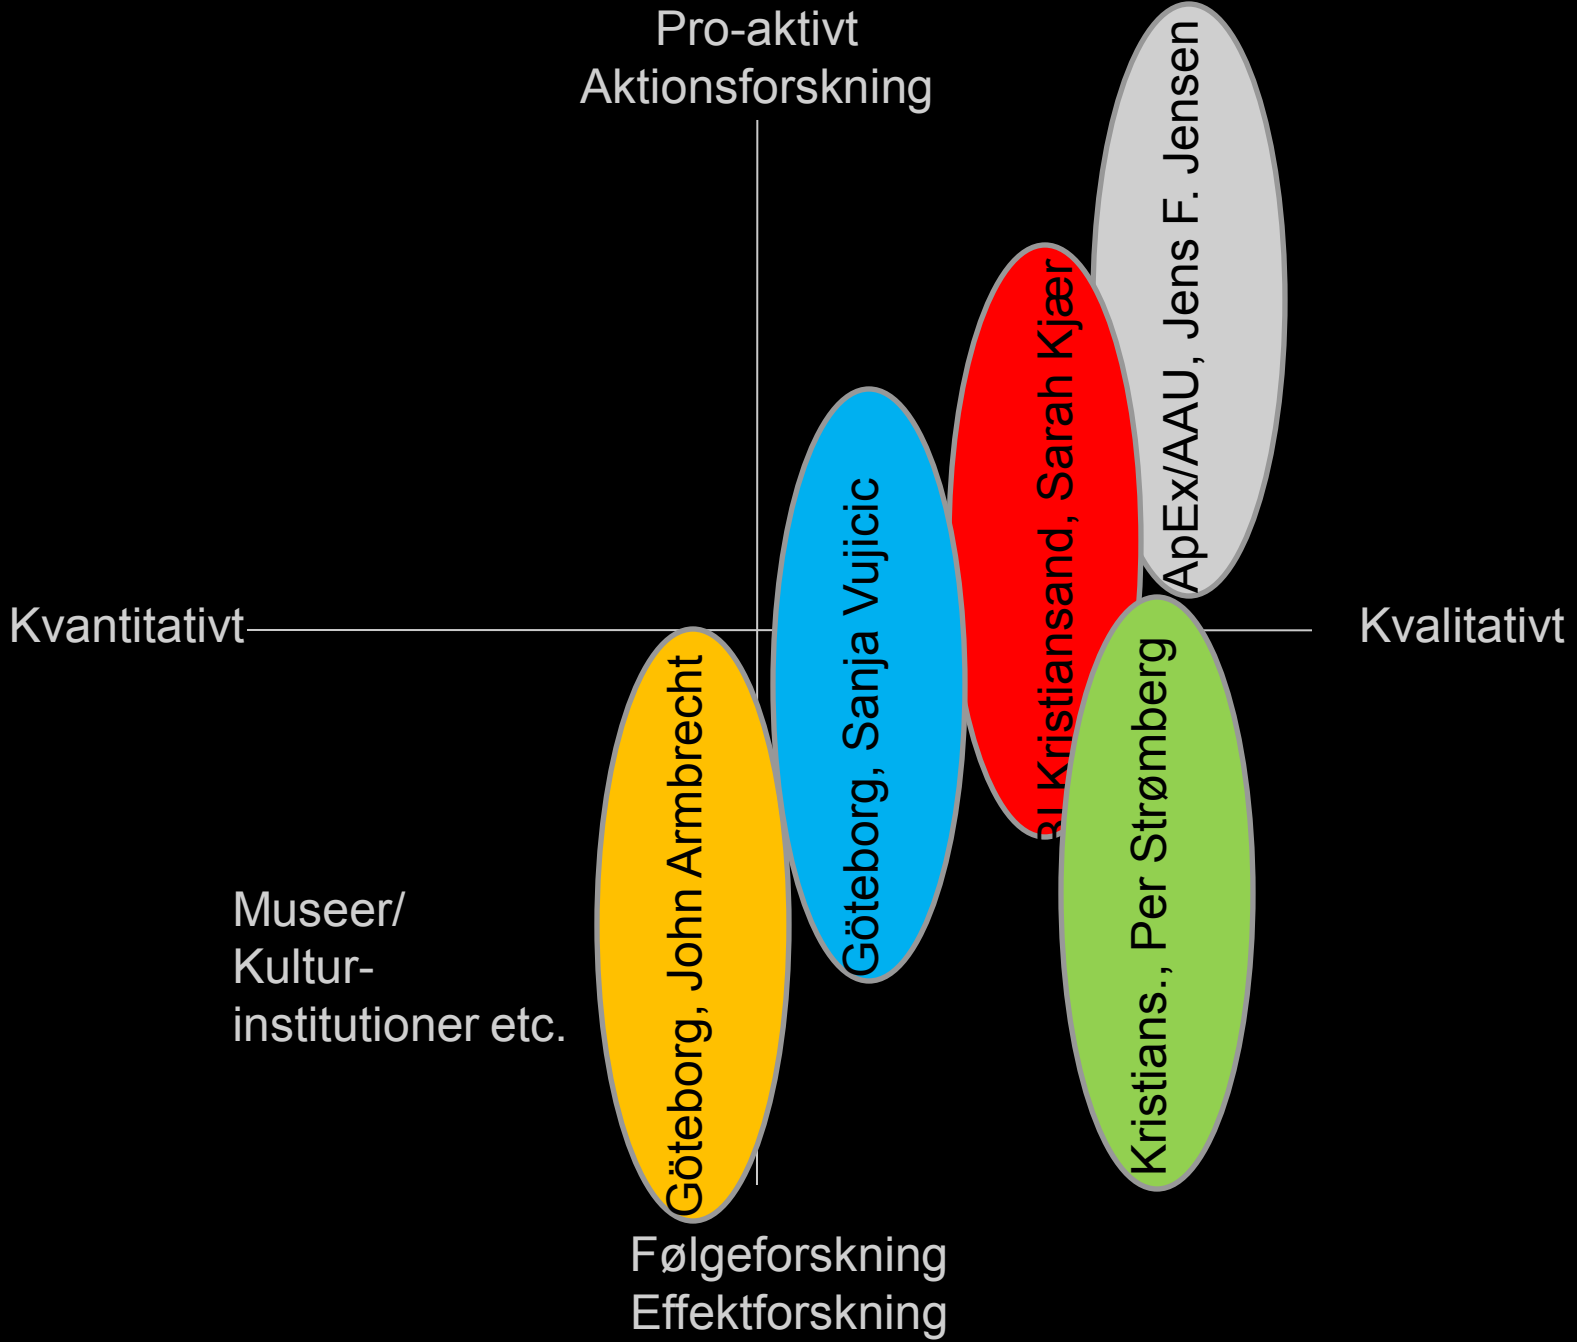 Pro-aktivt
Aktionsforskning
ApEx/AAU, Jens F. Jensen
Kristiansand, Sarah Kjær
Göteborg, Sanja Vujicic
Kvantitativt
Kvalitativt
Göteborg, John Armbrecht
Kristians., Per Strømberg
Museer/
Kultur-
institutioner etc.
Følgeforskning
Effektforskning